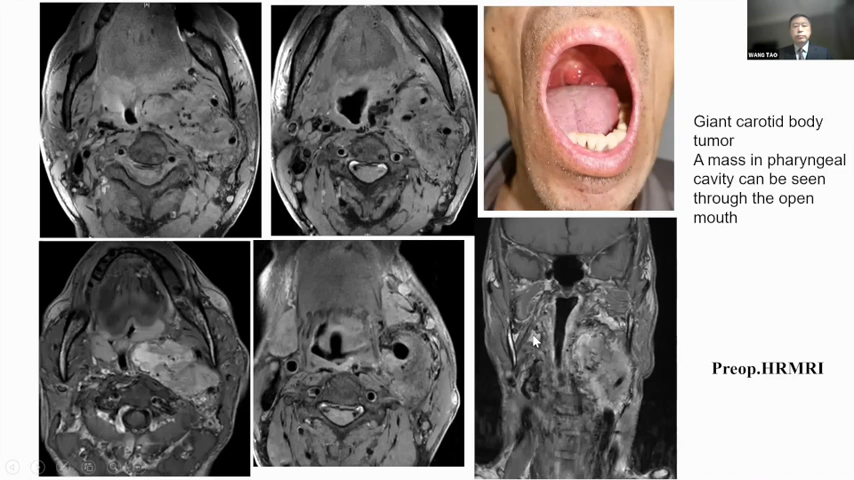 WANG TAO
Giant carotid body
tumor
A mass in pharyngeal
cavity can be seen
through the open
mouth
Preop.HRMRI